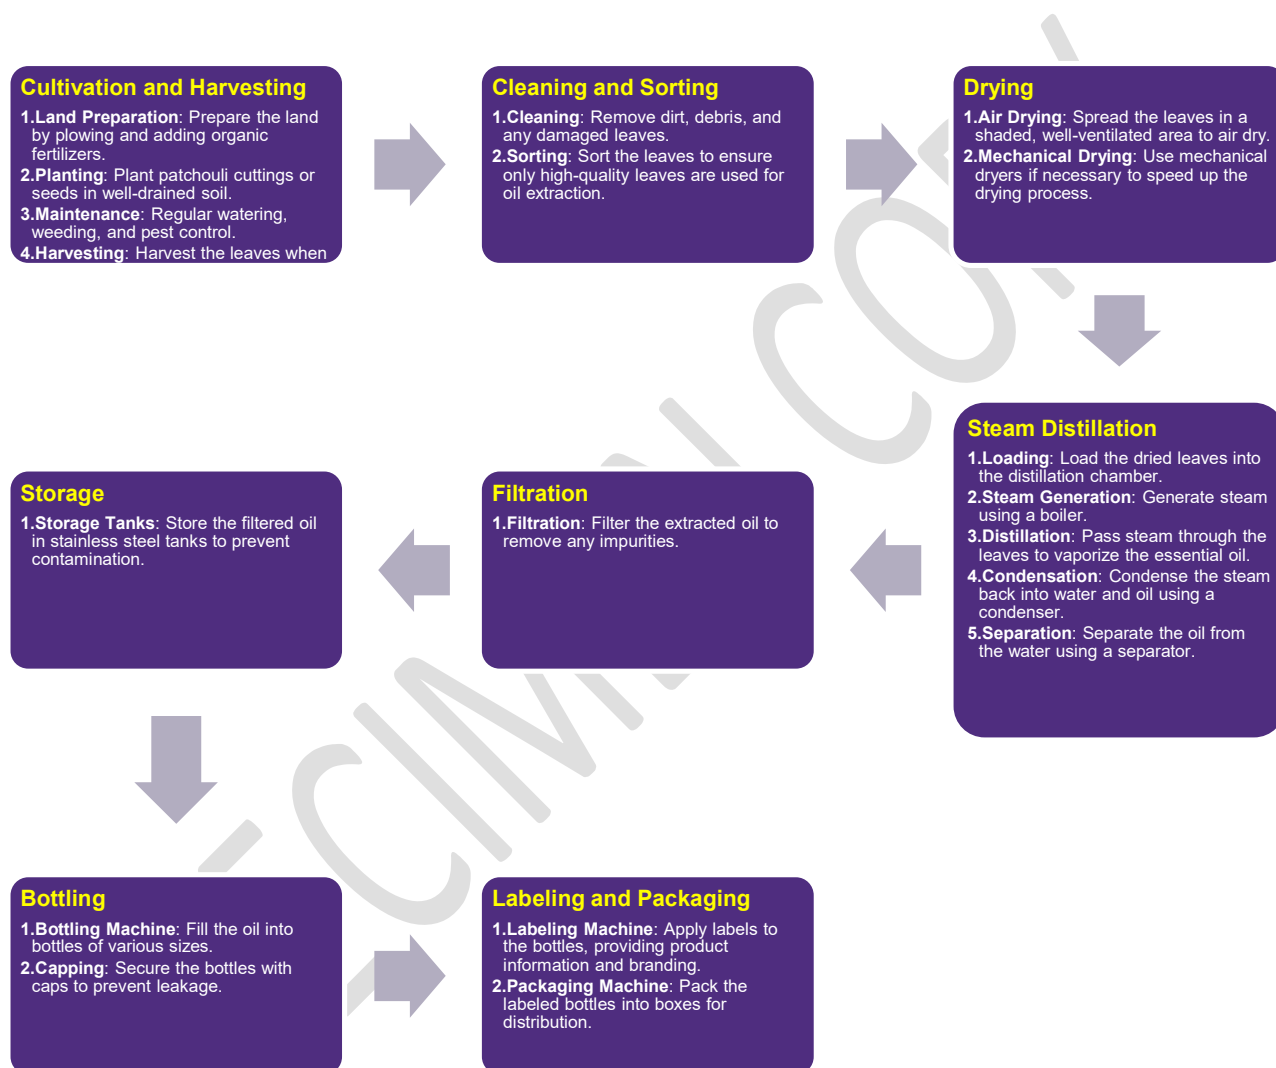 Cultivation and Harvesting
1.Land Preparation: Prepare the land
by plowing and adding organic
fertilizers.
2.Planting: Plant patchouli cuttings or
seeds in well-drained soil.
3.Maintenance: Regular watering,
weeding, and pest control.
4.Harvesting: Harvest the leaves when
Cleaning and Sorting
1.Cleaning: Remove dirt, debris, and
any damaged leaves.
2.Sorting: Sort the leaves to ensure
only high-quality leaves are used for
oil extraction.
Drying
1.Air Drying: Spread the leaves in a
shaded, well-ventilated area to air dry.
2.Mechanical Drying: Use mechanical
dryers if necessary to speed up the
drying process.
Steam Distillation
1.Loading: Load the dried leaves into
the distillation chamber.
2.Steam Generation: Generate steam
using a boiler.
3.Distillation: Pass steam through the
leaves to vaporize the essential oil.
4.Condensation: Condense the steam
back into water and oil using a
condenser.
5.Separation: Separate the oil from
the water using a separator.
Filtration
1.Filtration: Filter the extracted oil to
remove any impurities.
Storage
1.Storage Tanks: Store the filtered oil
in stainless steel tanks to prevent
contamination.
Bottling
1.Bottling Machine: Fill the oil into
bottles of various sizes.
2.Capping: Secure the bottles with
caps to prevent leakage.
Labeling and Packaging
1.Labeling Machine: Apply labels to
the bottles, providing product
information and branding.
2.Packaging Machine: Pack the
labeled bottles into boxes for
distribution.